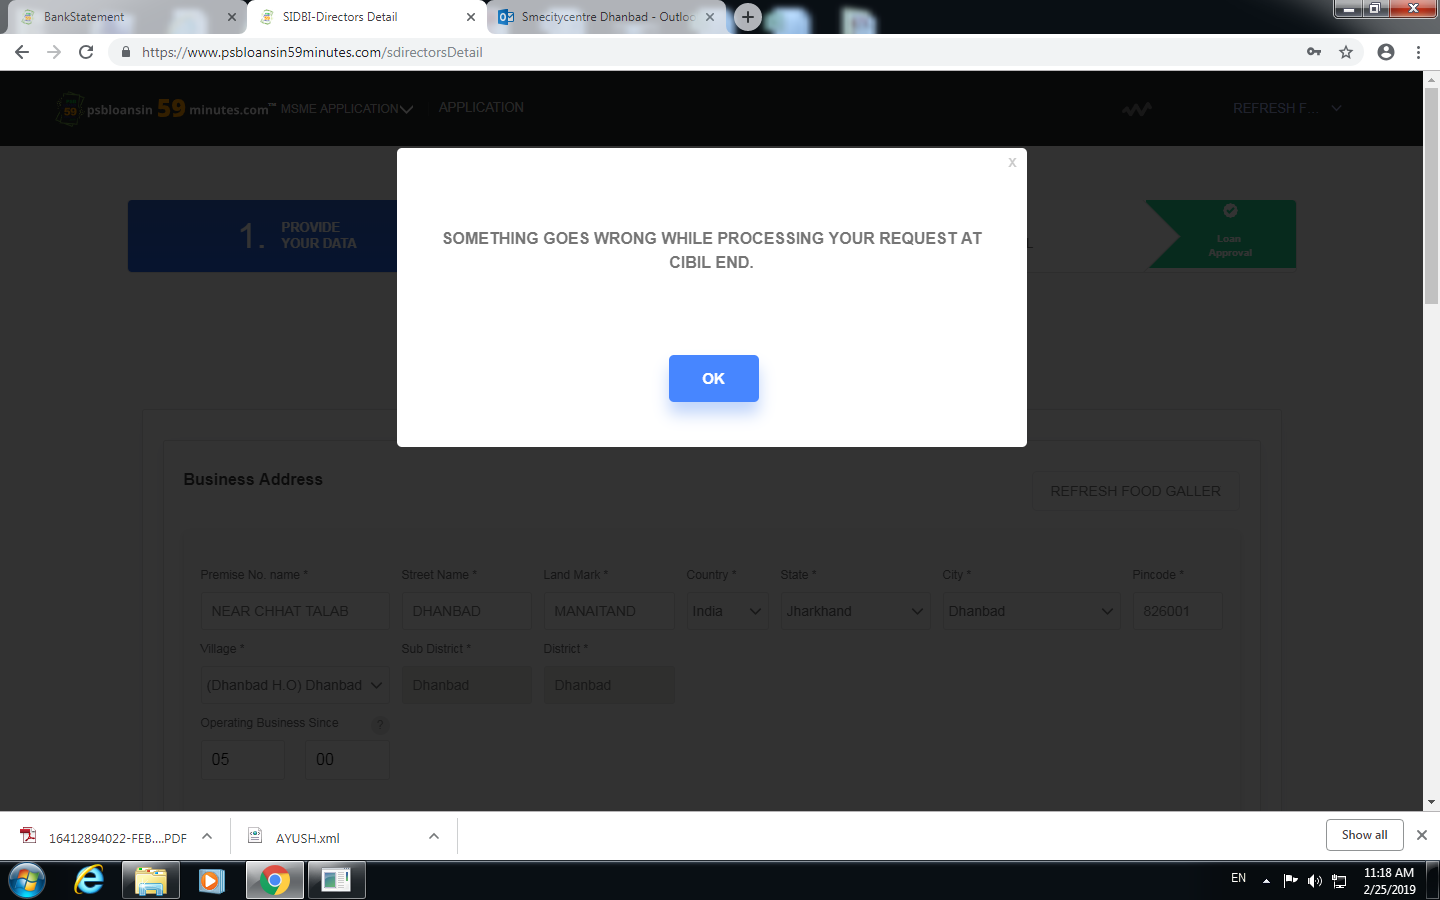 BankStatement
SIDBI-Directors Detail
Smecitycentre Dhanbad - Outloo
https://www.psbloansin59minutes.com/sdirectorsDetail
psbloansin 59 minutes.com™ MSME APPLICATION APPLICATION REFRESH F...
x
1. PROVIDE
YOUR DATA
Loan
Approval
SOMETHING GOES WRONG WHILE PROCESSING YOUR REQUEST AT
CIBIL END.
OK
Business Address
REFRESH FOOD GALLER
Premise No. name * Street Name * Land Mark * Country * State * City * Pincode *
NEAR CHHAT TALAB DHANBAD MANAITAND India Jharkhand Dhanbad 826001
Village * Sub District * District *
(Dhanbad H.O) Dhanbad Dhanbad Dhanbad
Operating Business Since ?
05 00
16412894022-FEB....PDF AYUSH.xml Show all
EN 11:18 AM
2/25/2019